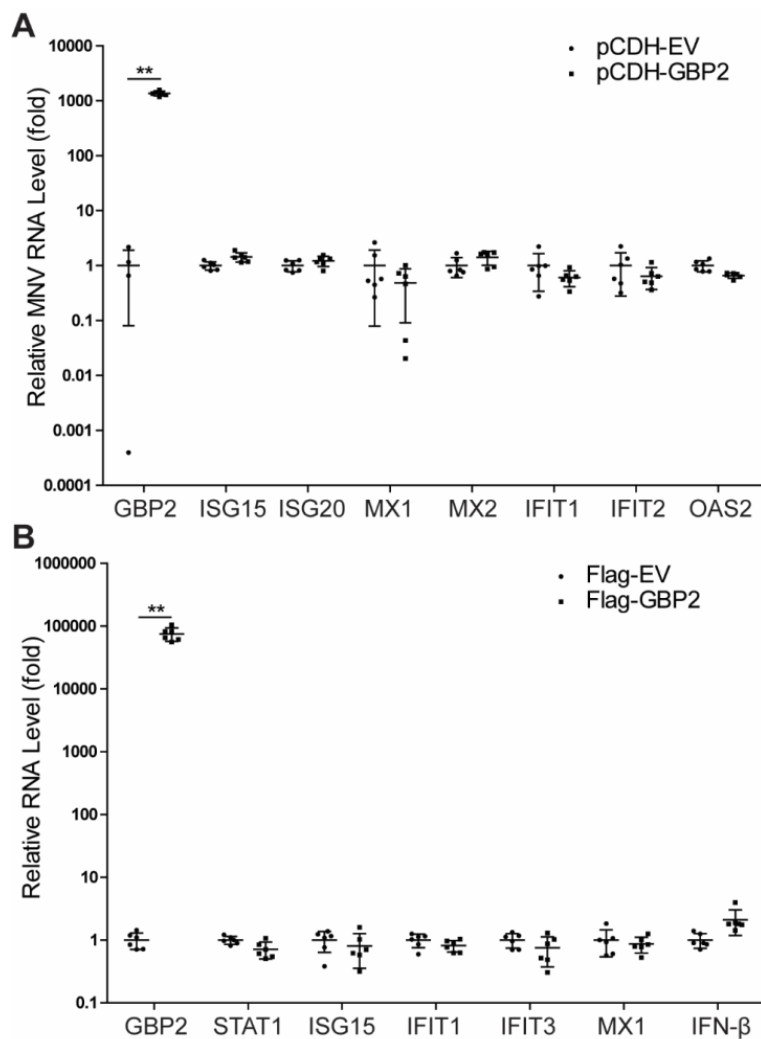 A
Relative MNV RNA Level (fold)
10000
1000
100
10
1
0.1
0.01
0.001
0.0001
**
pCDH-EV
pCDH-GBP2
GBP2 ISG15 ISG20 MX1 MX2 IFIT1 IFIT2 OAS2
B
Relative RNA Level (fold)
1000000
100000
10000
1000
100
10
1
0.1
**
Flag-EV
Flag-GBP2
GBP2 STAT1 ISG15 IFIT1 IFIT3 MX1 IFN-β